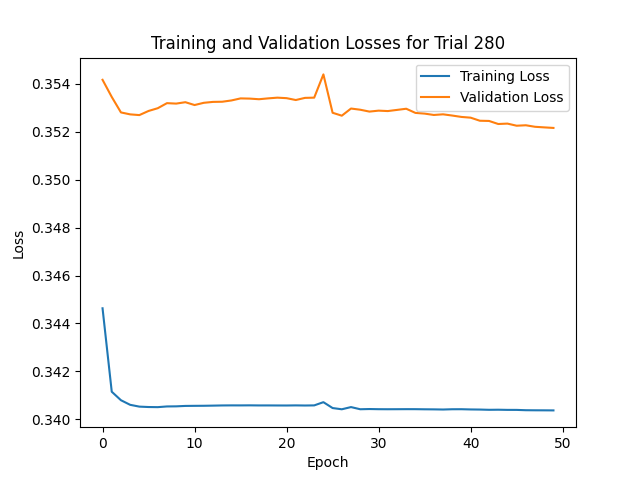 Training and Validation Losses for Trial 280
Training Loss
Validation Loss
0.354
0.352
0.350
0.348
0.346
0.344
0.342
0.340
Loss
0 10 20 30 40 50
Epoch